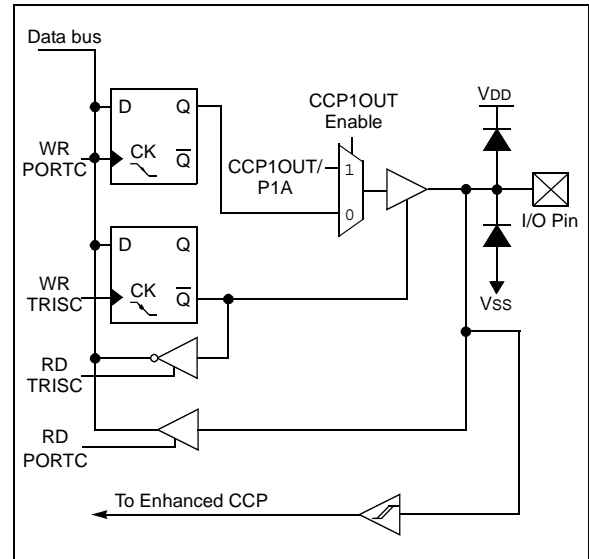 Data bus
D
Q
CK
Q
WR
PORTC
CCP1OUT
Enable
CCP1OUT/
P1A
1
0
VDD
I/O Pin
VSS
D
Q
CK
Q
WR
TRISC
RD
TRISC
RD
PORTC
To Enhanced CCP